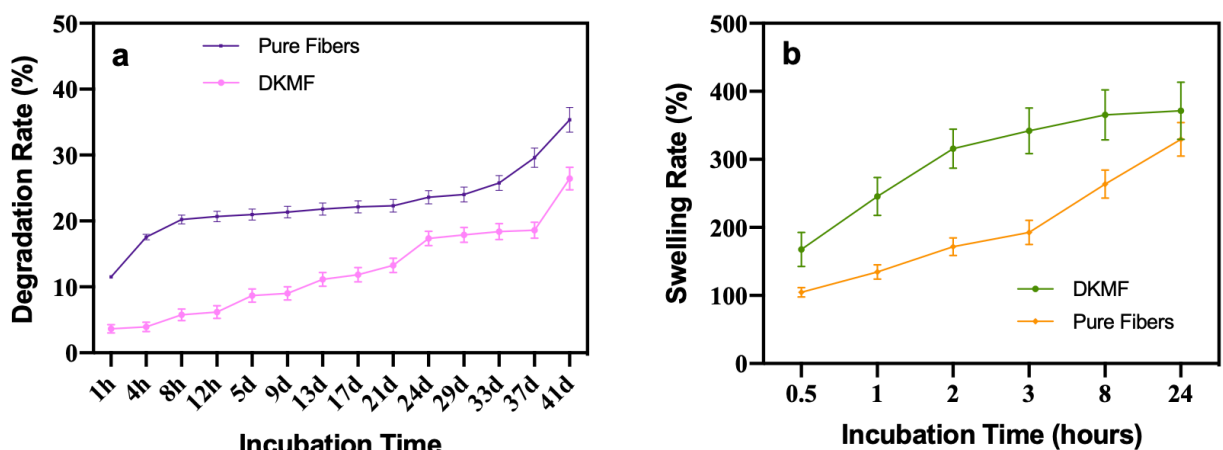 a
Pure Fibers
DKMF
Degradation Rate (%)
50
40
30
20
10
0
1h 4h 8h 12h 5d 9d 13d 17d 21d 24d 29d 33d 37d 41d
Incubation Time
b
Swelling Rate (%)
500
400
300
200
100
0
DKMF
Pure Fibers
0.5 1 2 3 8 24
Incubation Time (hours)